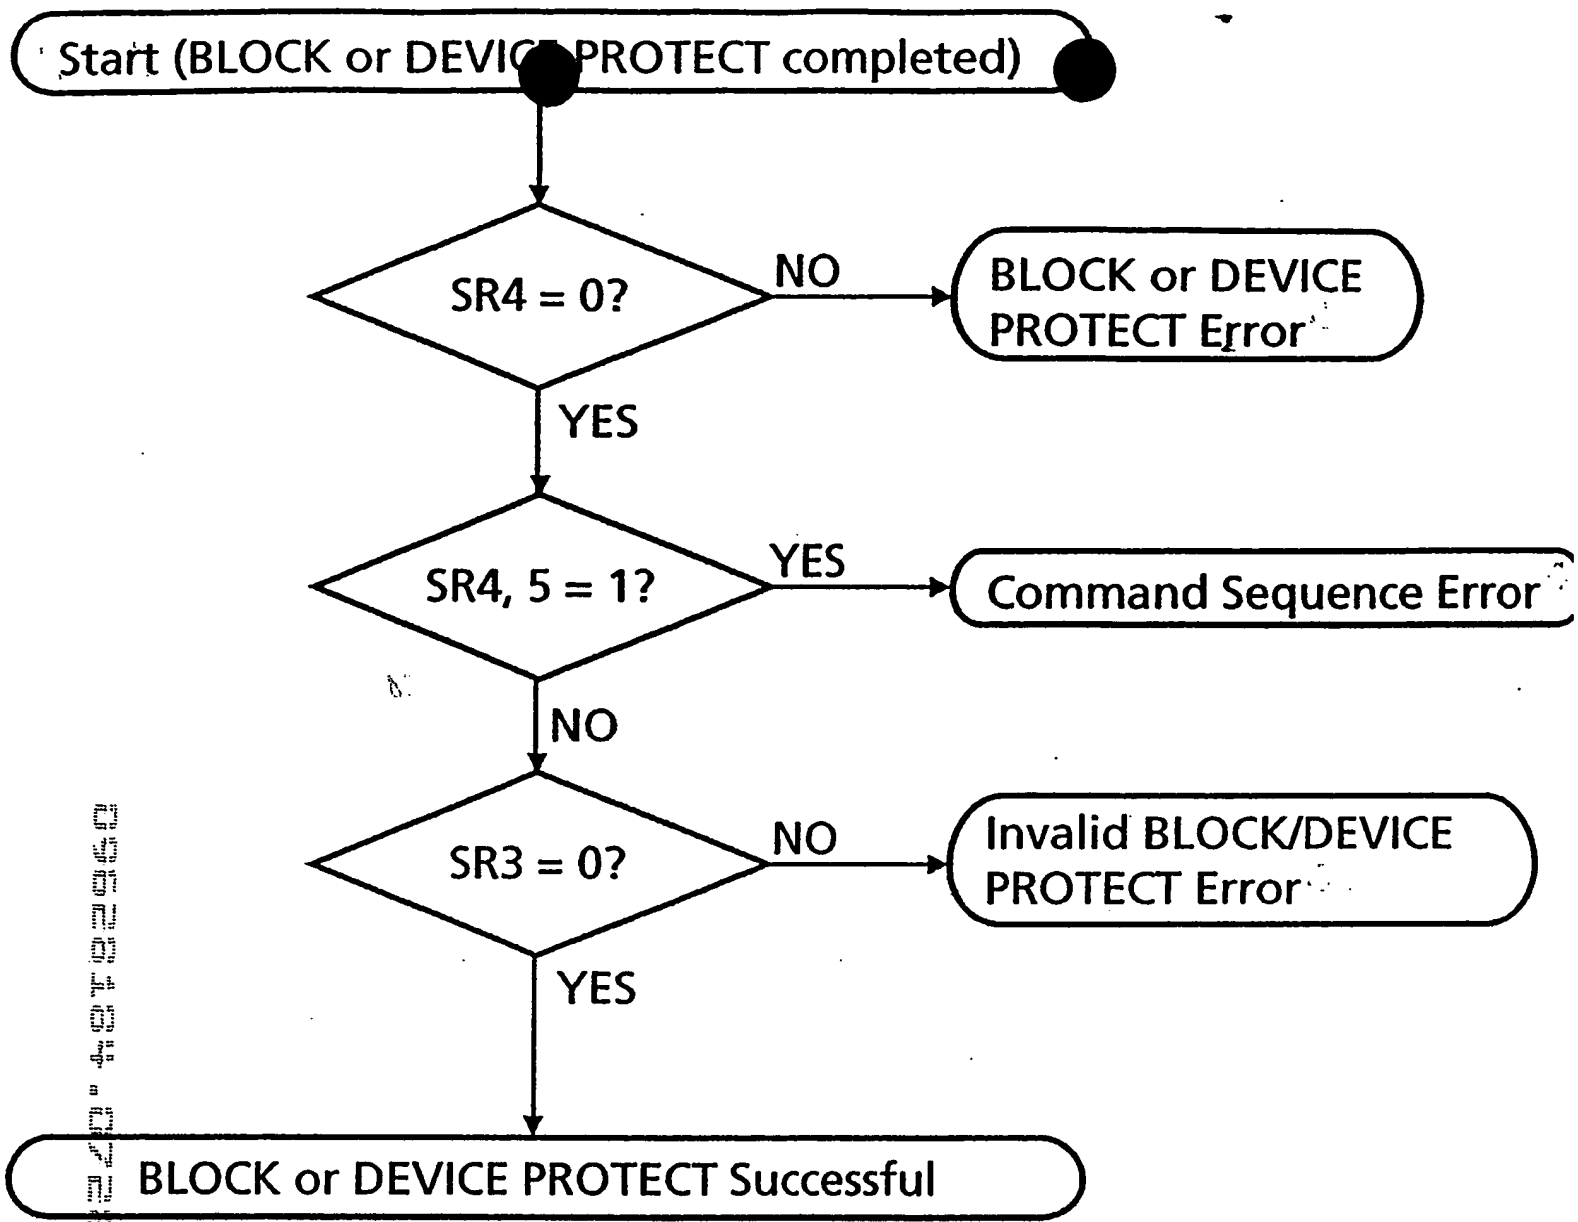 Start (BLOCK or DEVICE PROTECT completed)
SR4 = 0?
NO
BLOCK or DEVICE
PROTECT Error
YES
SR4, 5 = 1?
YES
Command Sequence Error
NO
SR3 = 0?
NO
Invalid BLOCK/DEVICE
PROTECT Error
YES
BLOCK or DEVICE PROTECT Successful